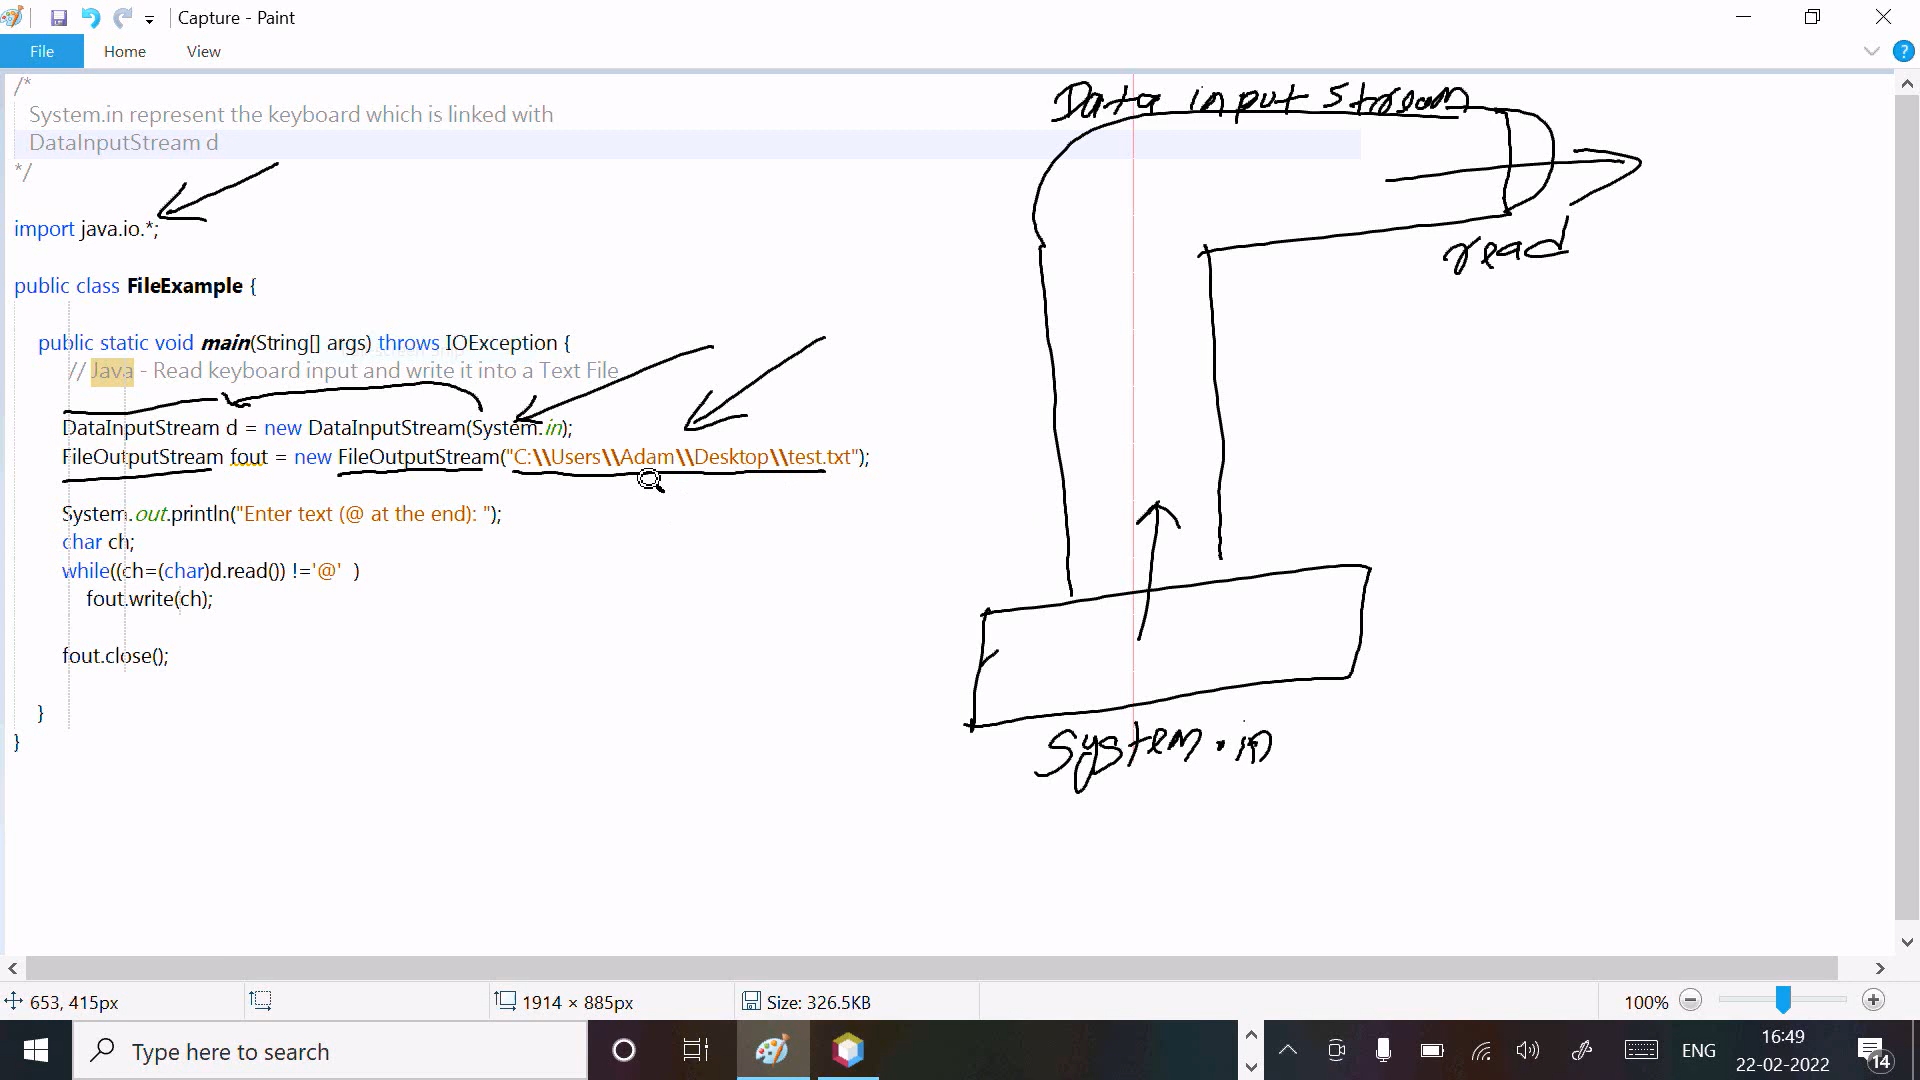 Capture - Paint
File Home View
/*
System.in represent the keyboard which is linked with
DataInputStream d
*/
import java.io.*;
public class FileExample {
public static void main(String[] args) throws IOException {
// Java - Read keyboard input and write it into a Text File
DataInputStream d = new DataInputStream(System.in);
FileOutputStream fout = new FileOutputStream("C:\\Users\\Adam\\Desktop\\test.txt");
System.out.println("Enter text (@ at the end): ");
char ch;
while((ch=(char)d.read()) !='@' )
fout.write(ch);
fout.close();
}
}
Data input stream
read
system.in
653, 415px
1914 × 885px
Size: 326.5KB
100%
Type here to search
ENG
16:49
22-02-2022
14